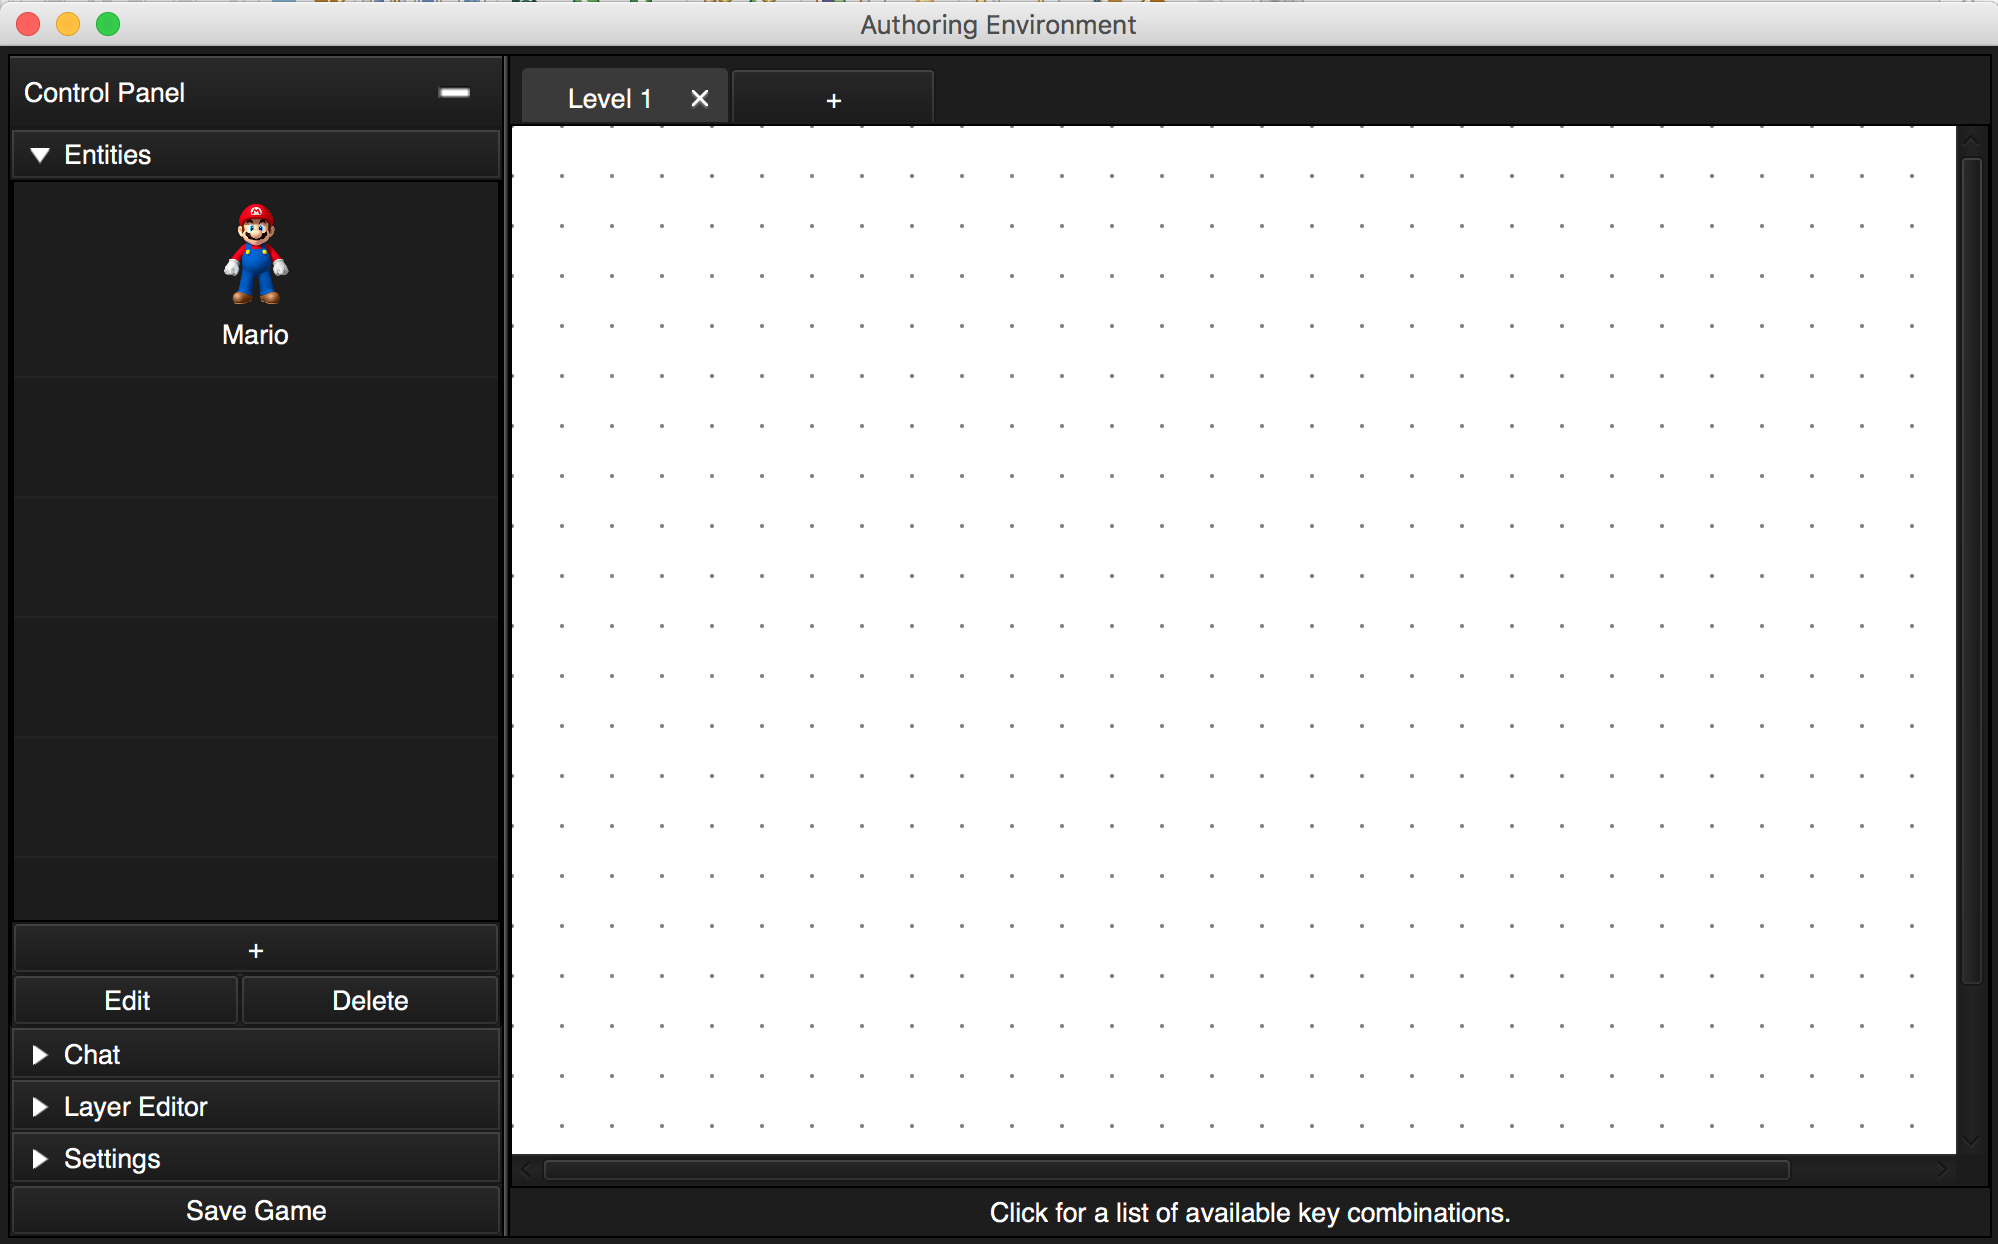 Authoring Environment
Control Panel
Level 1
+
Entities
Mario
+
Edit
Delete
Chat
Layer Editor
Settings
Save Game
Click for a list of available key combinations.